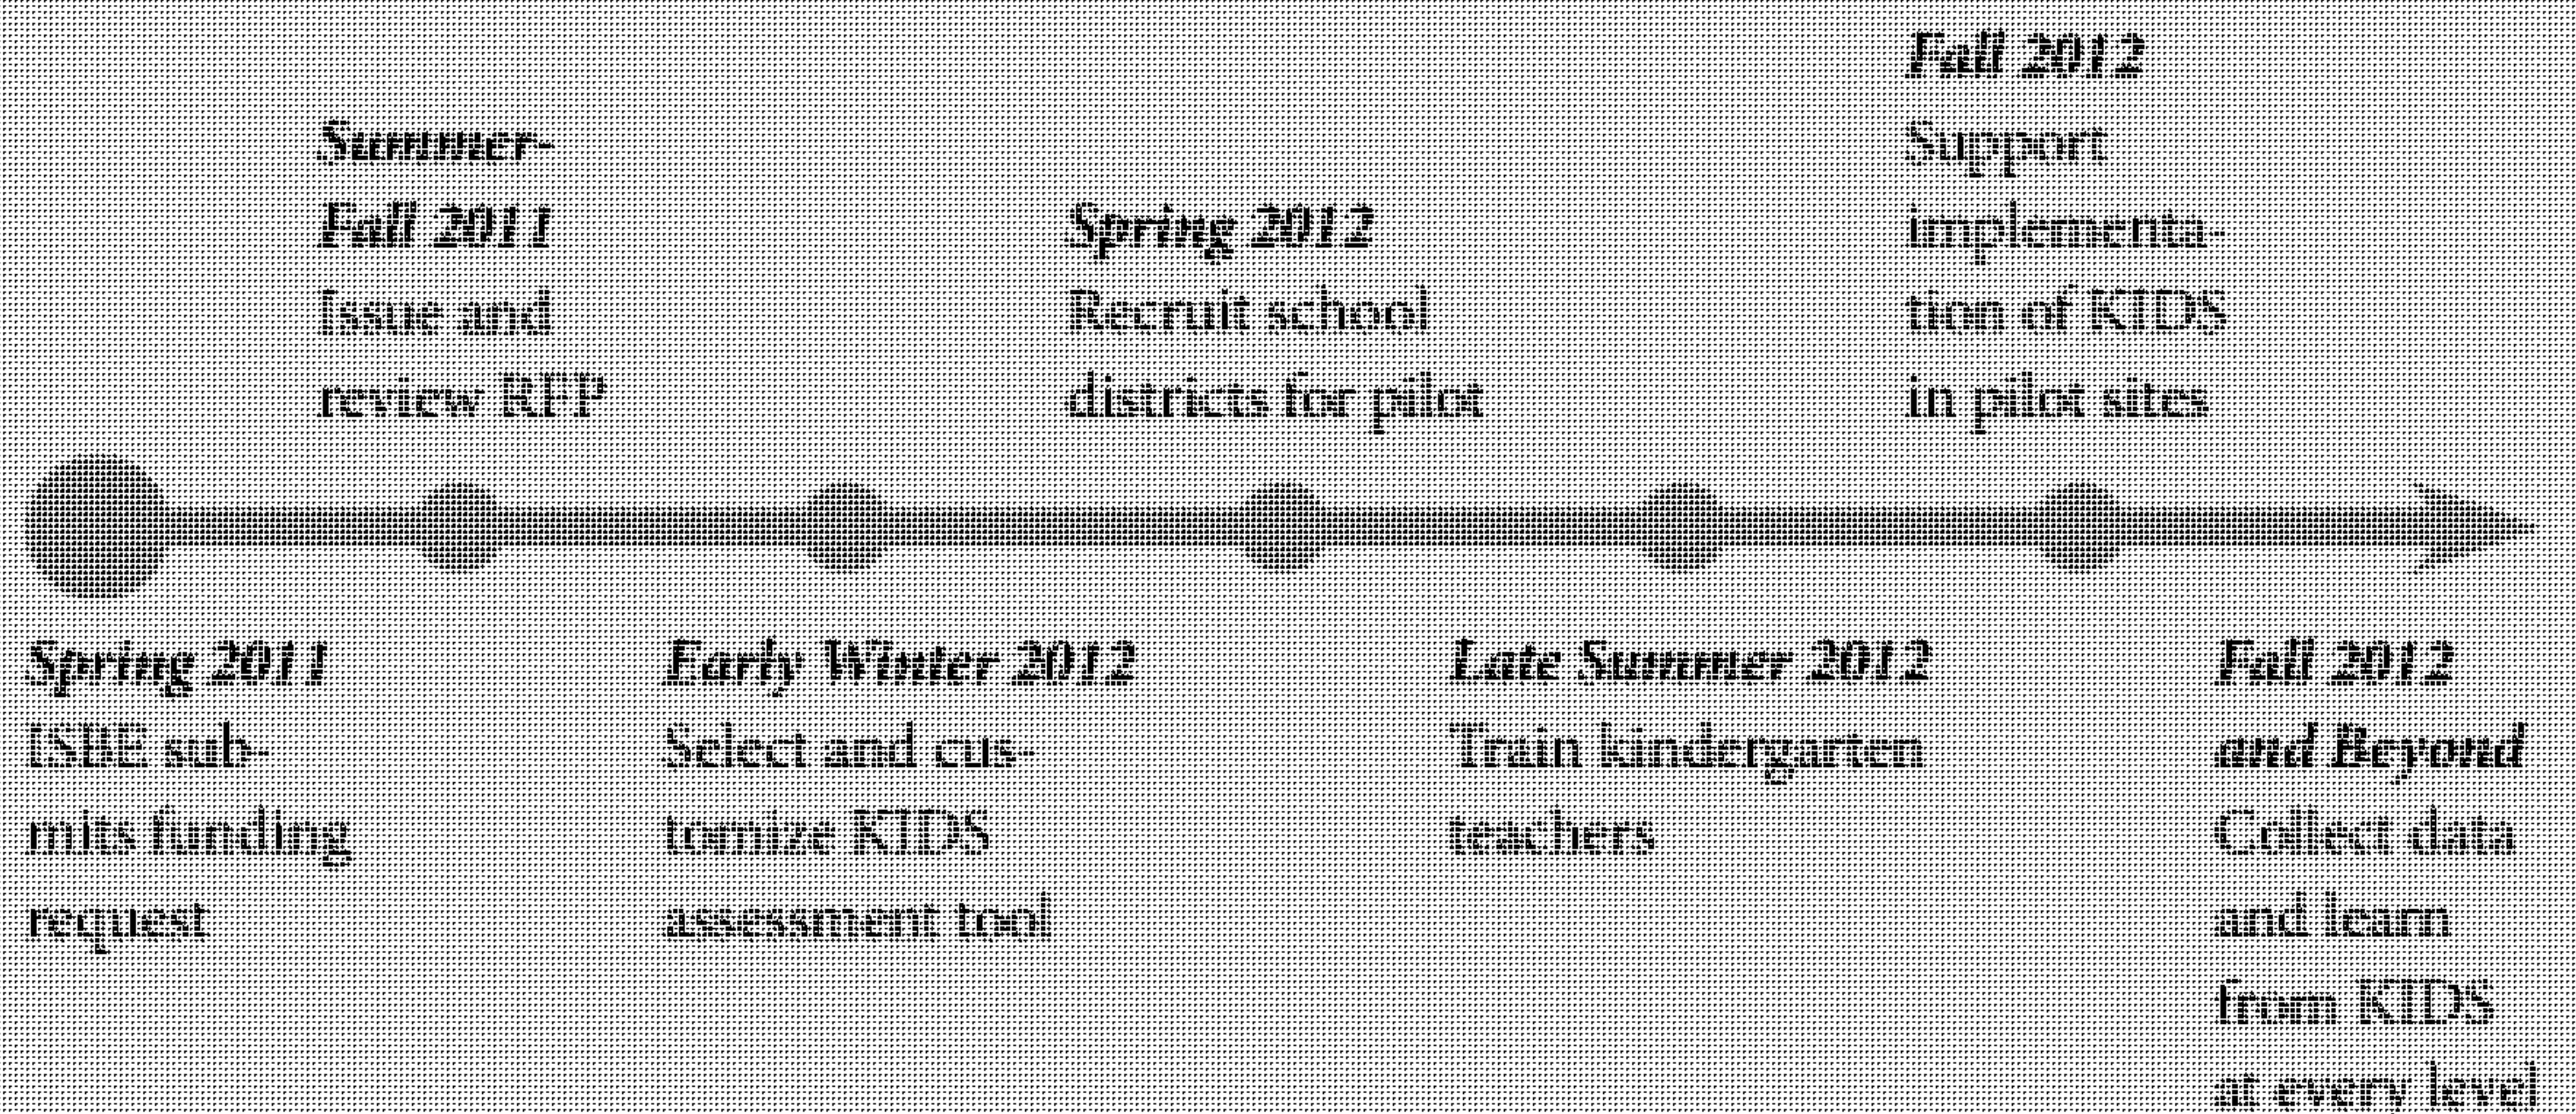 Spring 2011
ISBE sub-
mits funding
request
Summer-
Fall 2011
Issue and
review RFP
Early Winter 2012
Select and cus-
tomize KIDS
assessment tool
Spring 2012
Recruit school
districts for pilot
Late Summer 2012
Train kindergarten
teachers
Fall 2012
Support
implementa-
tion of KIDS
in pilot sites
Fall 2012
and Beyond
Collect data
and learn
from KIDS
at every level